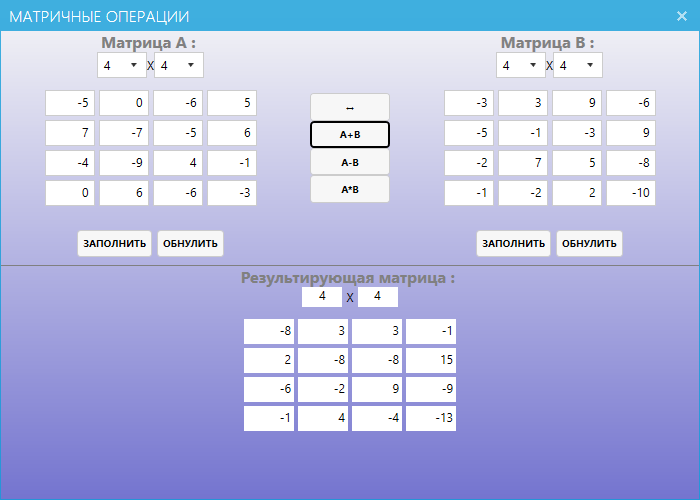 МАТРИЧНЫЕ ОПЕРАЦИИ
Матрица А : Матрица В :
4 X 4 4 X 4
-5 0 -6 5 -3 3 9 -6
↔
7 -7 -5 6 A+B -5 -1 -3 9
-4 -9 4 -1 A-B -2 7 5 -8
0 6 -6 -3 A*B -1 -2 2 -10
ЗАПОЛНИТЬ ОБНУЛИТЬ ЗАПОЛНИТЬ ОБНУЛИТЬ
Результирующая матрица :
4 X 4
-8 3 3 -1
2 -8 -8 15
-6 -2 9 -9
-1 4 -4 -13